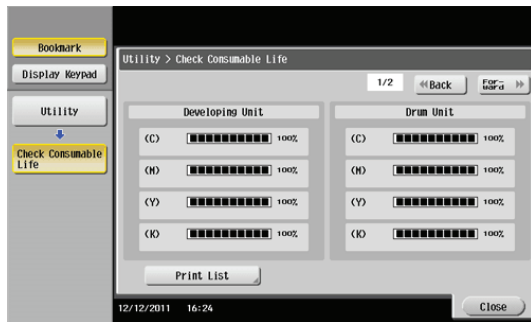 Bookmark
Display Keypad
Utility
Check Consumable
Life
Utility > Check Consumable Life
1/2 Back For-
ward
Developing Unit Drum Unit
(C) 100% (C) 100%
(M) 100% (M) 100%
(Y) 100% (Y) 100%
(K) 100% (K) 100%
Print List
12/12/2011 16:24 Close